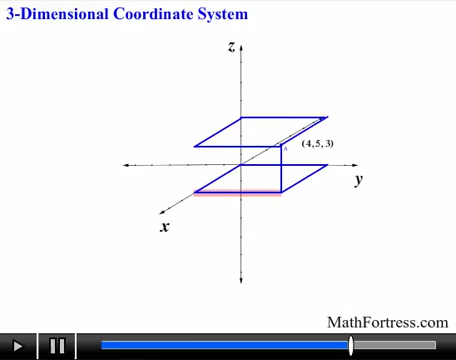 3-Dimensional Coordinate System
z
A
(4,5,3)
y
x
MathFortress.com